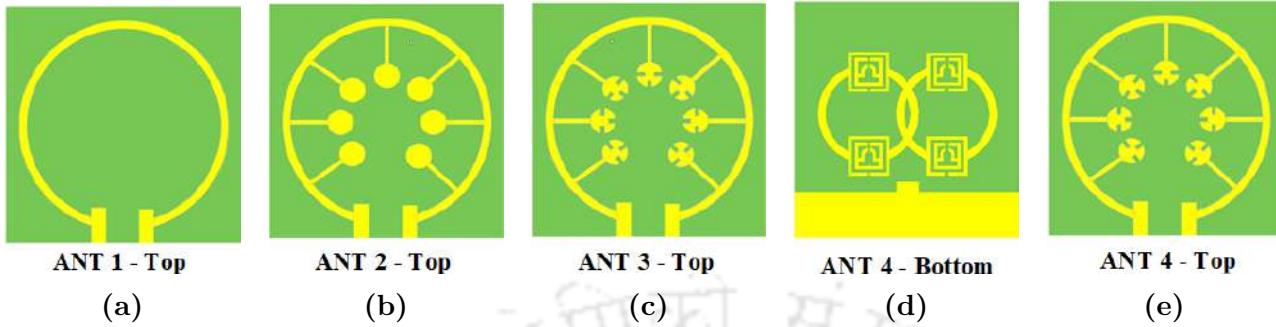 ANT 1 - Top
ANT 2 - Top
ANT 3 - Top
ANT 4 - Bottom
ANT 4 - Top
(a)
(b)
(c)
(d)
(e)